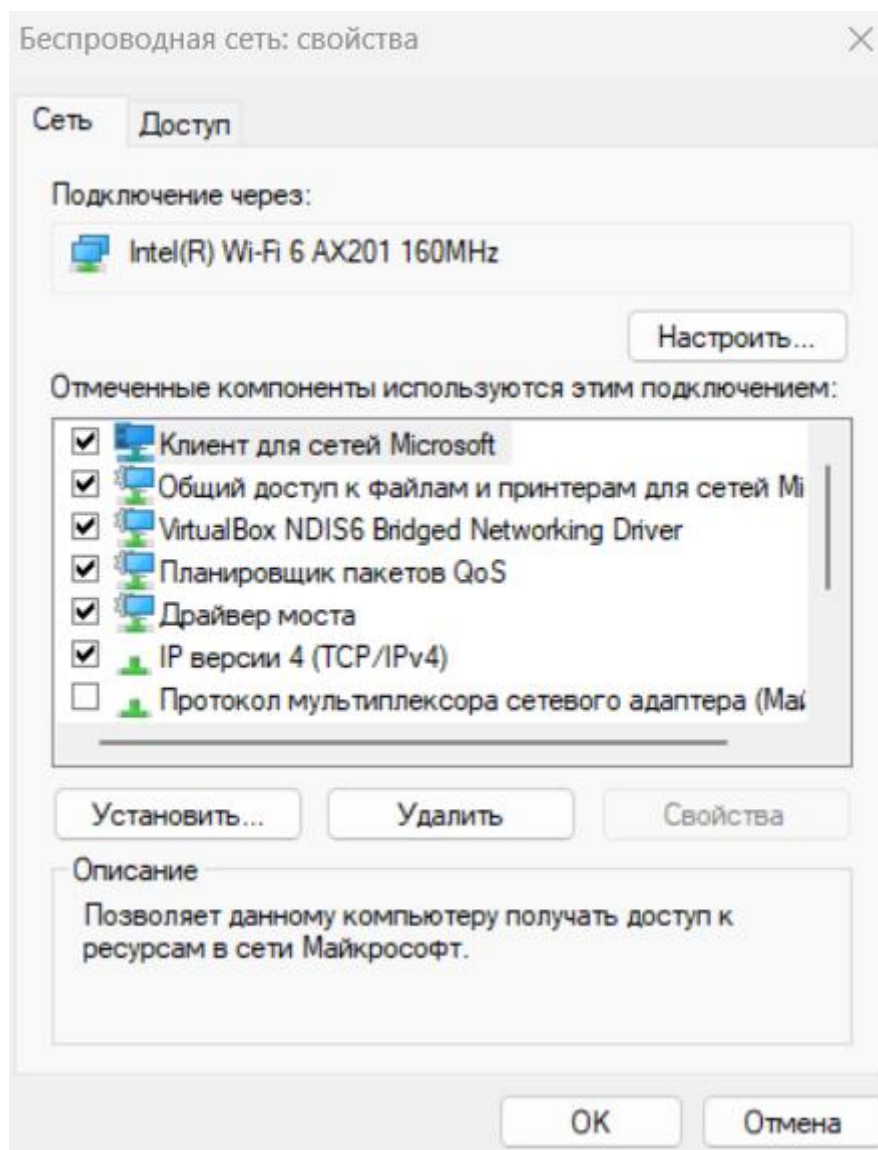 Беспроводная сеть: свойства
Сеть
Доступ
Подключение через:
Intel(R) Wi-Fi 6 AX201 160MHz
Настроить...
Отмеченные компоненты используются этим подключением:
Клиент для сетей Microsoft
Общий доступ к файлам и принтерам для сетей Mi
VirtualBox NDIS6 Bridged Networking Driver
Планировщик пакетов QoS
Драйвер моста
IP версии 4 (TCP/IPv4)
Протокол мультиплексора сетевого адаптера (Май
Установить...
Удалить
Свойства
Описание
Позволяет данному компьютеру получать доступ к
ресурсам в сети Майкрософт.
OK
Отмена